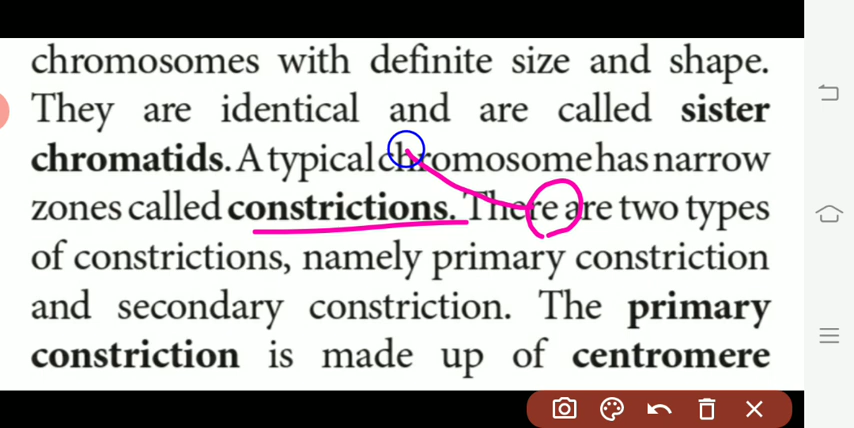 chromosomes with definite size and shape.
They are identical and are called sister
chromatids. A typical chromosome has narrow
zones called constrictions. There are two types
of constrictions, namely primary constriction
and secondary constriction. The primary
constriction is made up of centromere